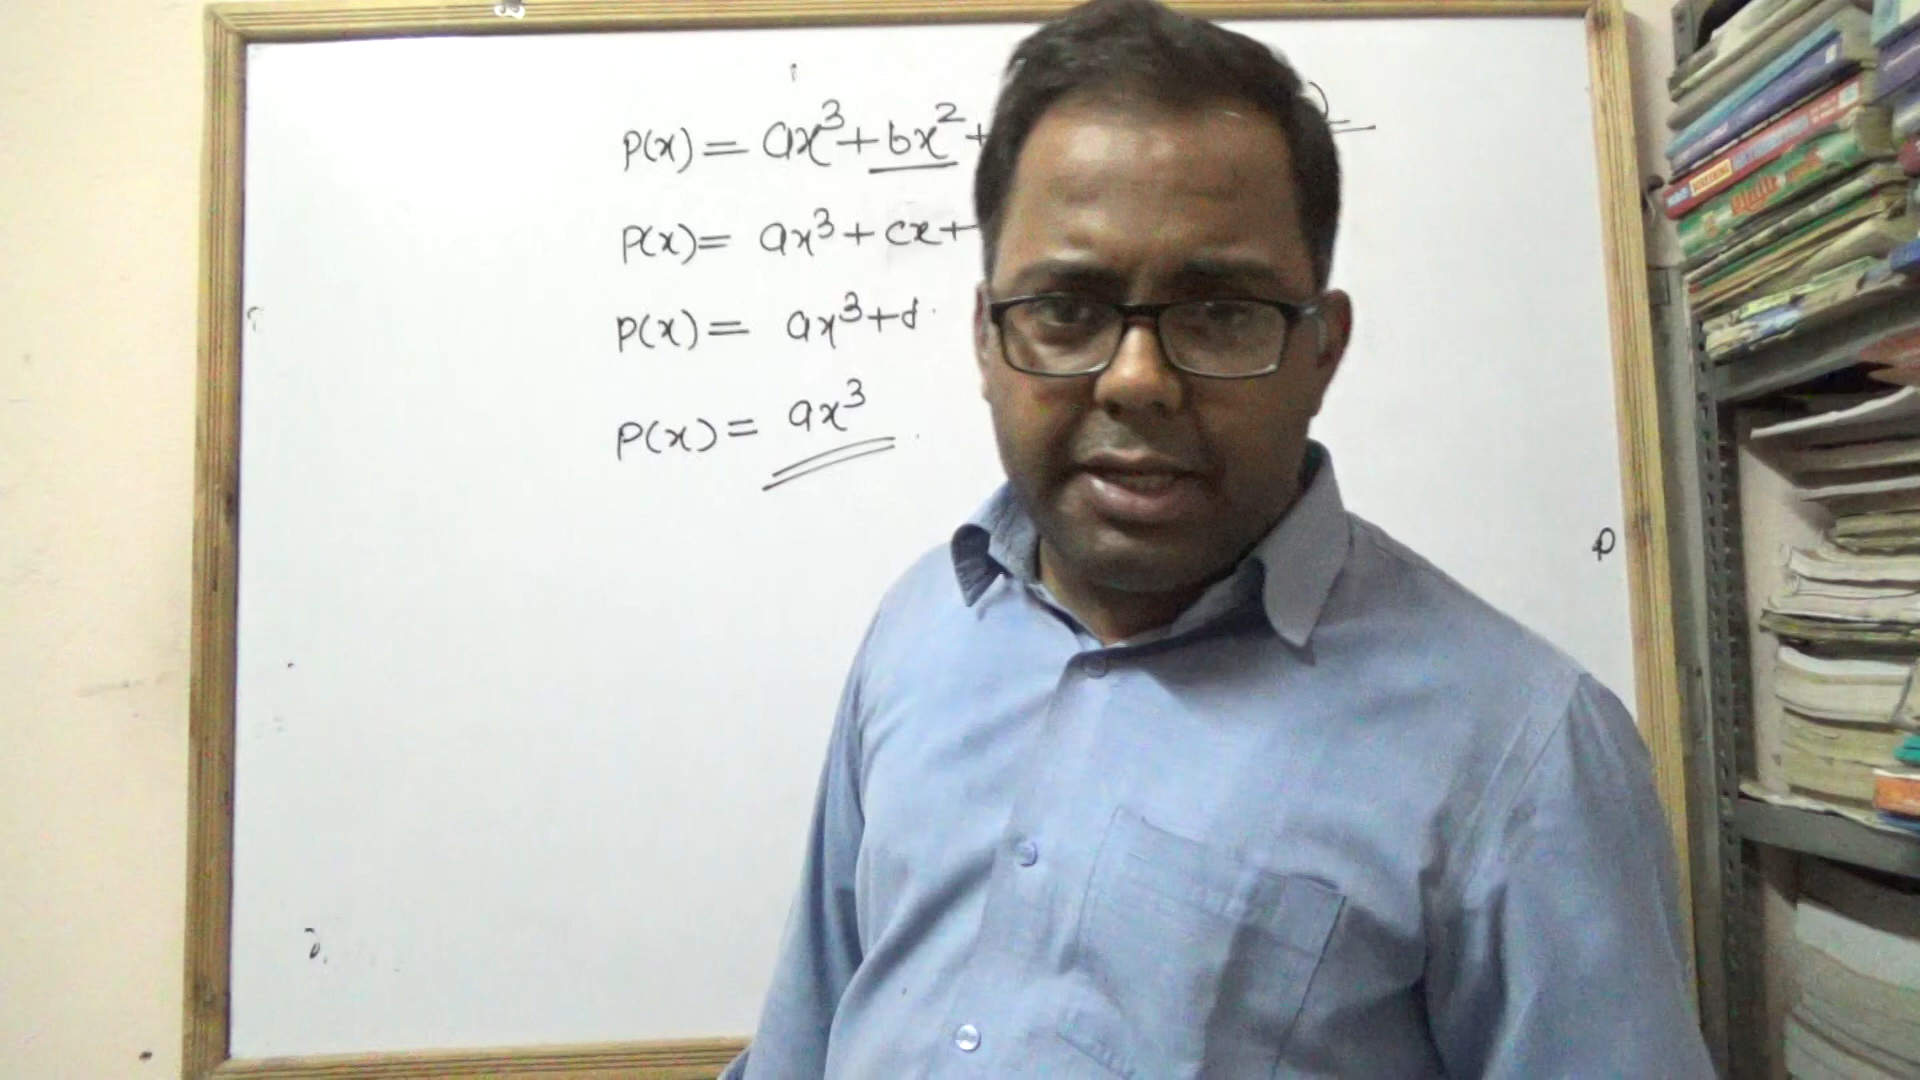 P(x) = ax³ + bx² +
P(x) = ax³ + cx +
P(x) = ax³ + d
P(x) = ax³